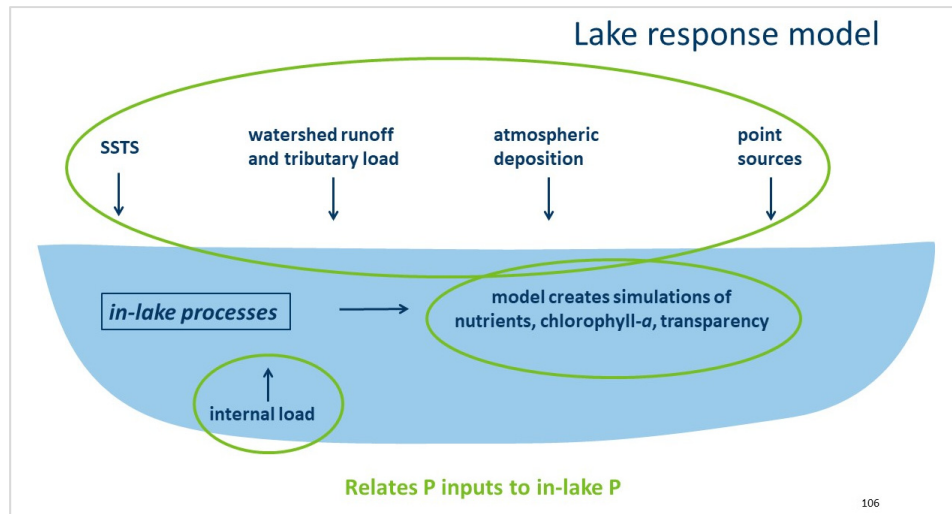 Lake response model
SSTS
watershed runoff
and tributary load
atmospheric
deposition
point
sources
in-lake processes
model creates simulations of
nutrients, chlorophyll-a, transparency
internal load
Relates P inputs to in-lake P
106